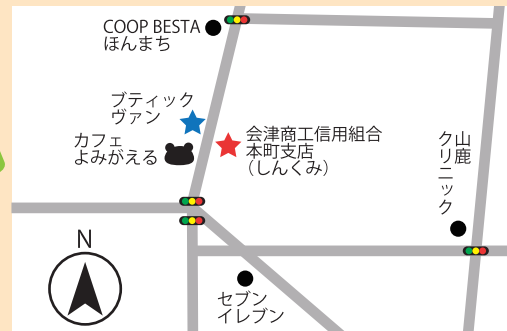 COOP BESTA
ほんまち
ブティック
ヴァン
カフェ
よみがえる
会津商工信用組合
本町支店
（しんくみ）
山鹿
クリニック
N
セブン
イレブン